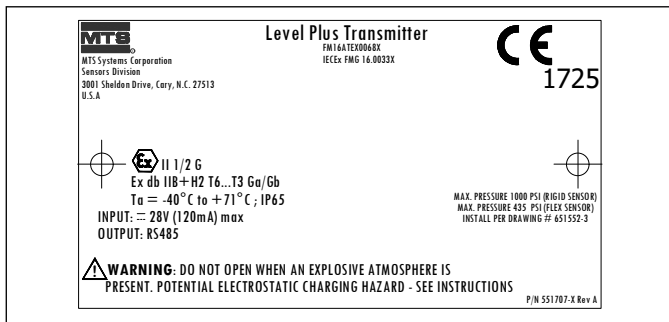 MTS
Level Plus Transmitter
FM16ATEX0068X
IECEx FMG 16.0033X
CE
1725
MTS Systems Corporation
Sensors Division
3001 Sheldon Drive, Cary, N.C. 27513
U.S.A
Ex II 1/2 G
Ex db IIB+H2 T6...T3 Ga/Gb
Ta = -40°C to +71°C ; IP65
INPUT: ⎓ 28V (120mA) max
OUTPUT: RS485
MAX. PRESSURE 1000 PSI (RIGID SENSOR)
MAX. PRESSURE 435 PSI (FLEX SENSOR)
INSTALL PER DRAWING # 651552-3
WARNING: DO NOT OPEN WHEN AN EXPLOSIVE ATMOSPHERE IS
PRESENT. POTENTIAL ELECTROSTATIC CHARGING HAZARD - SEE INSTRUCTIONS
P/N 551707-X Rev A